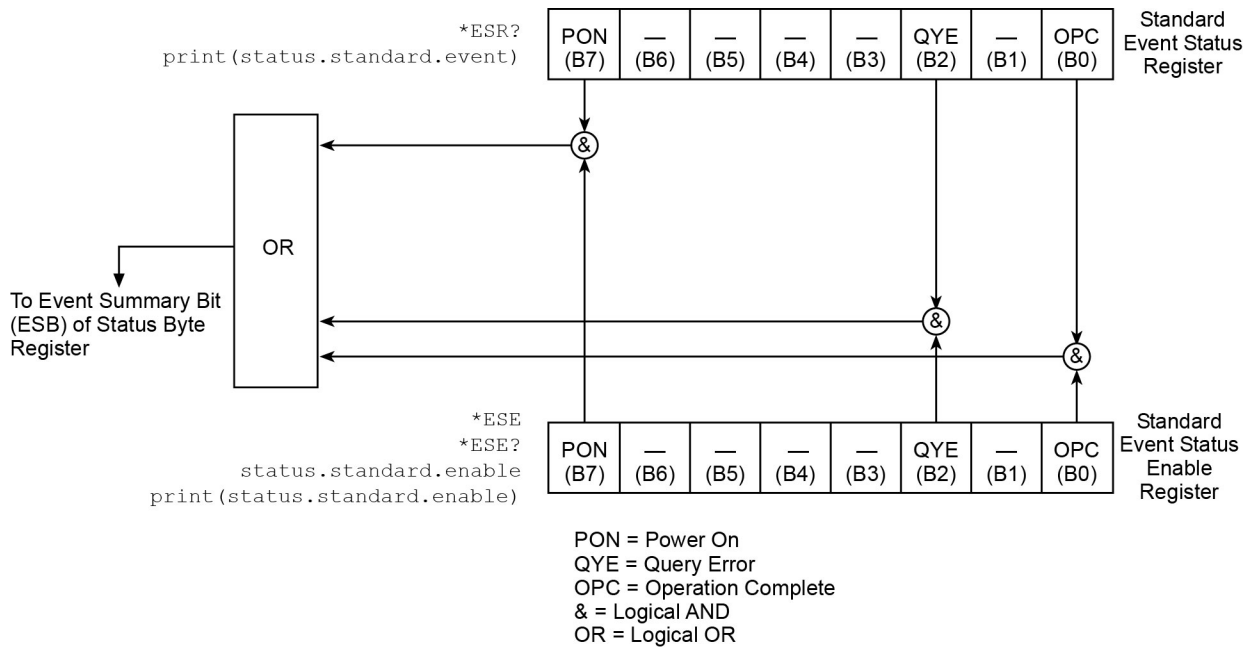 *ESR?
print(status.standard.event)
PON — — — — QYE — OPC
(B7) (B6) (B5) (B4) (B3) (B2) (B1) (B0)
Standard
Event Status
Register
&
OR
To Event Summary Bit
(ESB) of Status Byte
Register
&
&
*ESE
*ESE?
status.standard.enable
print(status.standard.enable)
PON — — — — QYE — OPC
(B7) (B6) (B5) (B4) (B3) (B2) (B1) (B0)
Standard
Event Status
Enable
Register
PON = Power On
QYE = Query Error
OPC = Operation Complete
& = Logical AND
OR = Logical OR